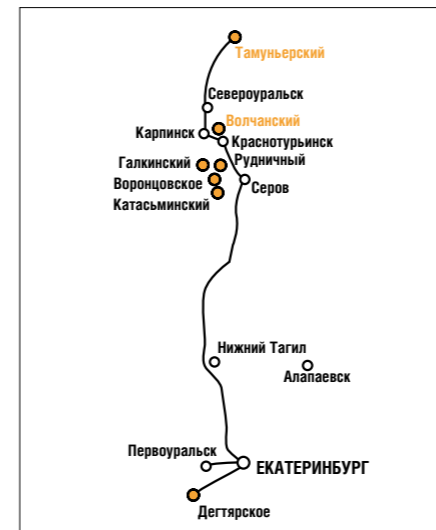 Тамуньерский
Североуральск
Волчанский
Карпинск
Краснотурьинск
Галкинский
Рудничный
Воронцовское
Серов
Катасьминский
Нижний Тагил
Алапаевск
Первоуральск
ЕКАТЕРИНБУРГ
Дегтярское